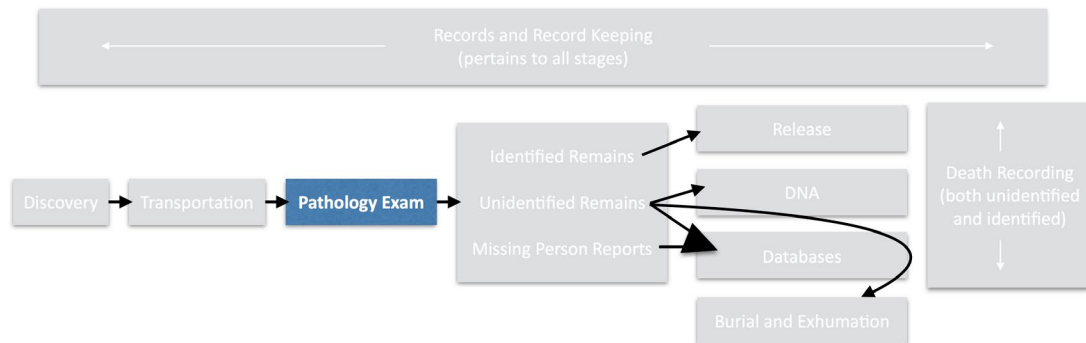 Records and Record Keeping
(pertains to all stages)
Discovery
Transportation
Pathology Exam
Identified Remains
Unidentified Remains
Missing Person Reports
Release
DNA
Databases
Burial and Exhumation
Death Recording
(both unidentified
and identified)